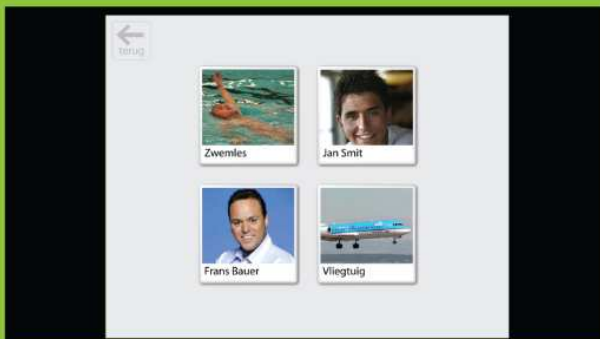 terug
Zwemles
Jan Smit
Frans Bauer
Vliegtuig